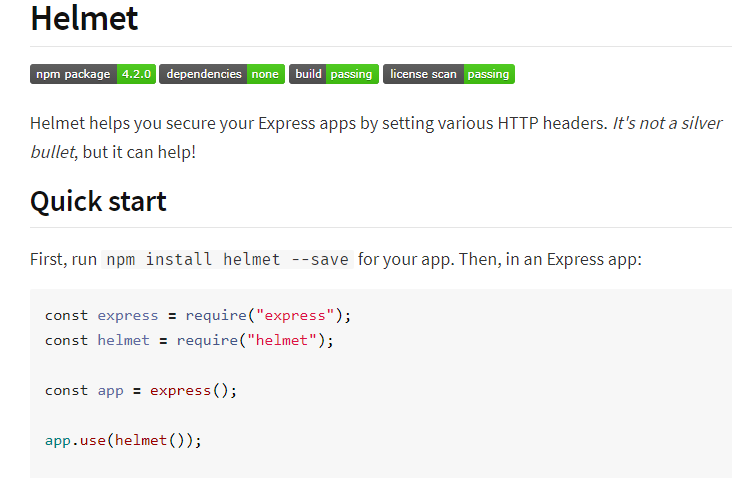 Helmet
npm package 4.2.0 dependencies none build passing license scan passing
Helmet helps you secure your Express apps by setting various HTTP headers. It's not a silver
bullet, but it can help!
Quick start
First, run npm install helmet --save for your app. Then, in an Express app:
const express = require("express");
const helmet = require("helmet");
const app = express();
app.use(helmet());